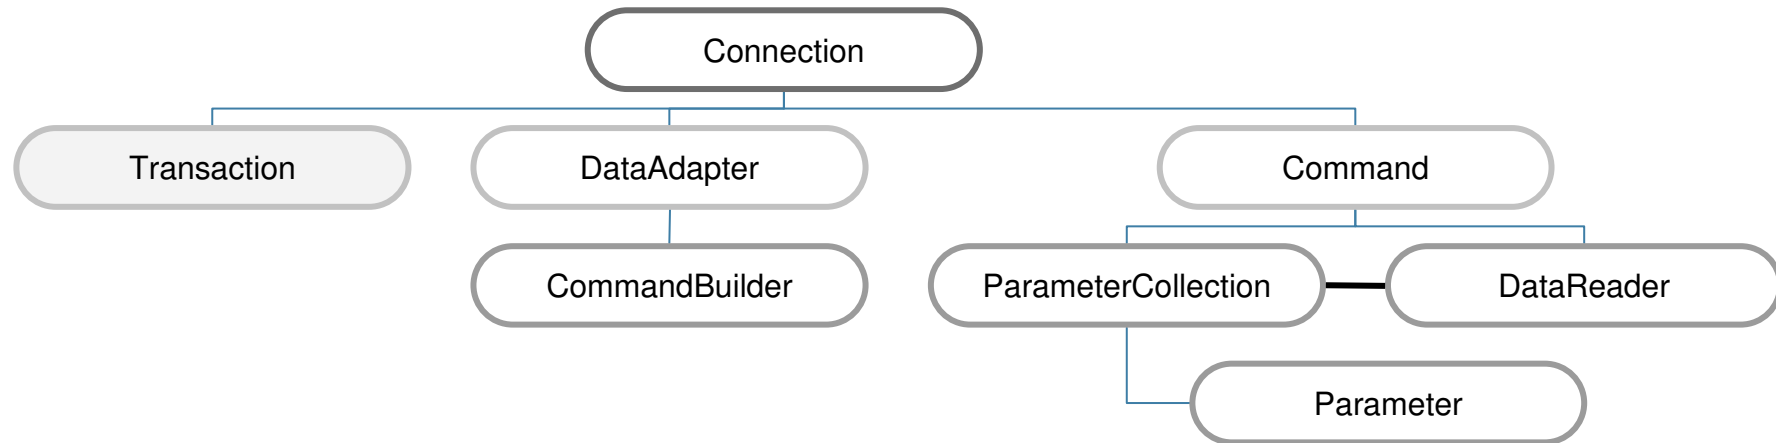 Connection
Transaction
DataAdapter
Command
CommandBuilder
ParameterCollection
DataReader
Parameter